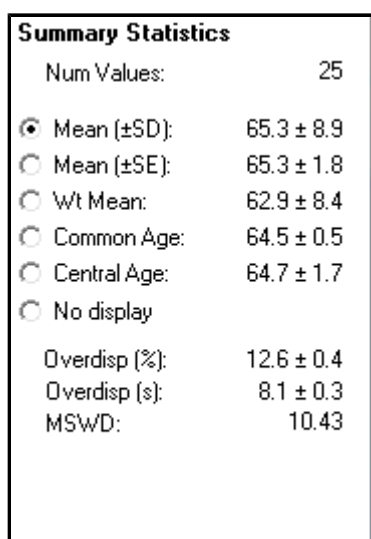 Summary Statistics
Num Values: 25
Mean (±SD): 65.3 ± 8.9
Mean (±SE): 65.3 ± 1.8
Wt Mean: 62.9 ± 8.4
Common Age: 64.5 ± 0.5
Central Age: 64.7 ± 1.7
No display
Overdisp (%): 12.6 ± 0.4
Overdisp (s): 8.1 ± 0.3
MSWD: 10.43